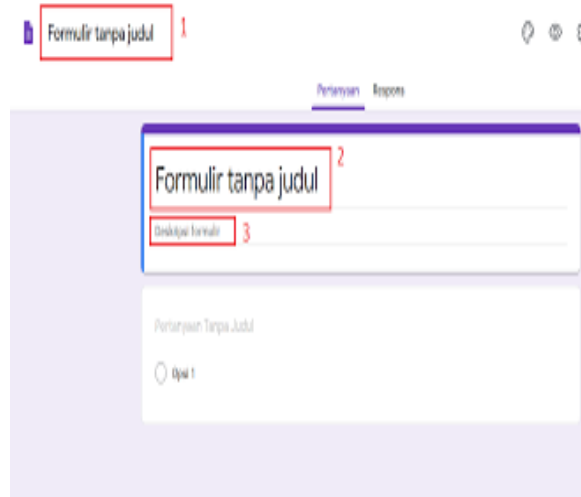 Formulir tanpa judul 1
Pertanyaan Respons
Formulir tanpa judul 2
Deskripsi formulir 3
Pertanyaan Tanpa Judul
Opsi 1